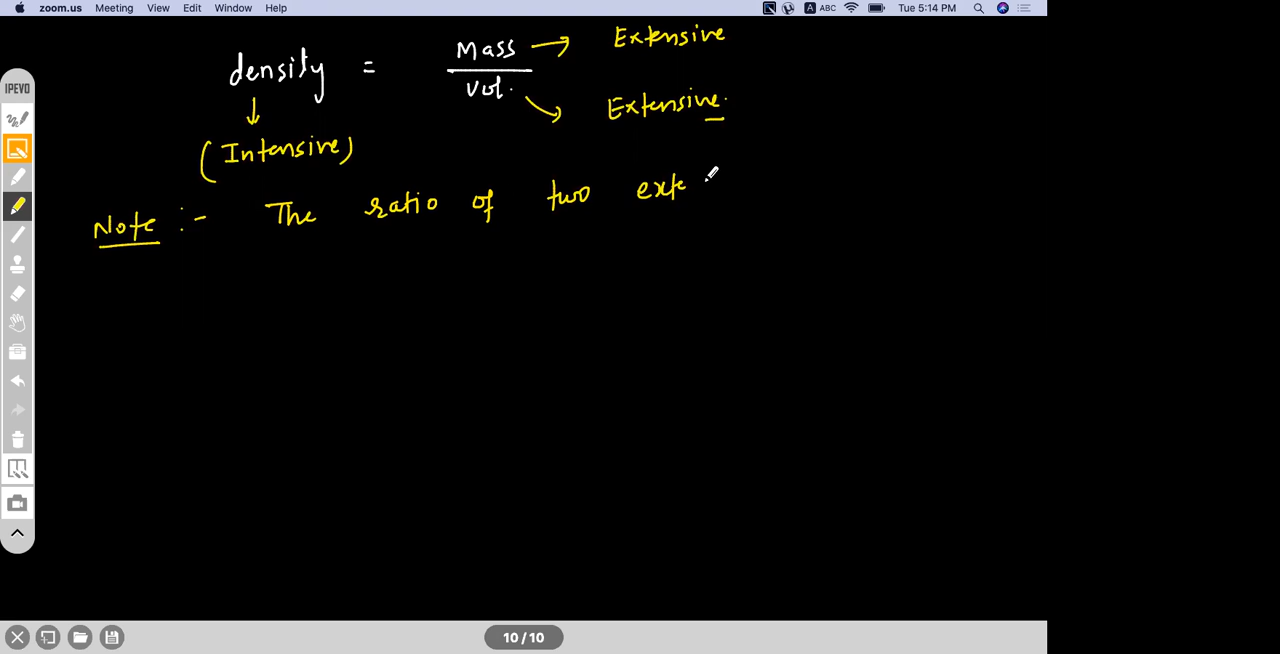 zoom.us Meeting View Edit Window Help A ABC Tue 5:14 PM
IPEVO
density = Mass → Extensive
vol. → Extensive.
(Intensive)
Note :- The ratio of two exte
10/10